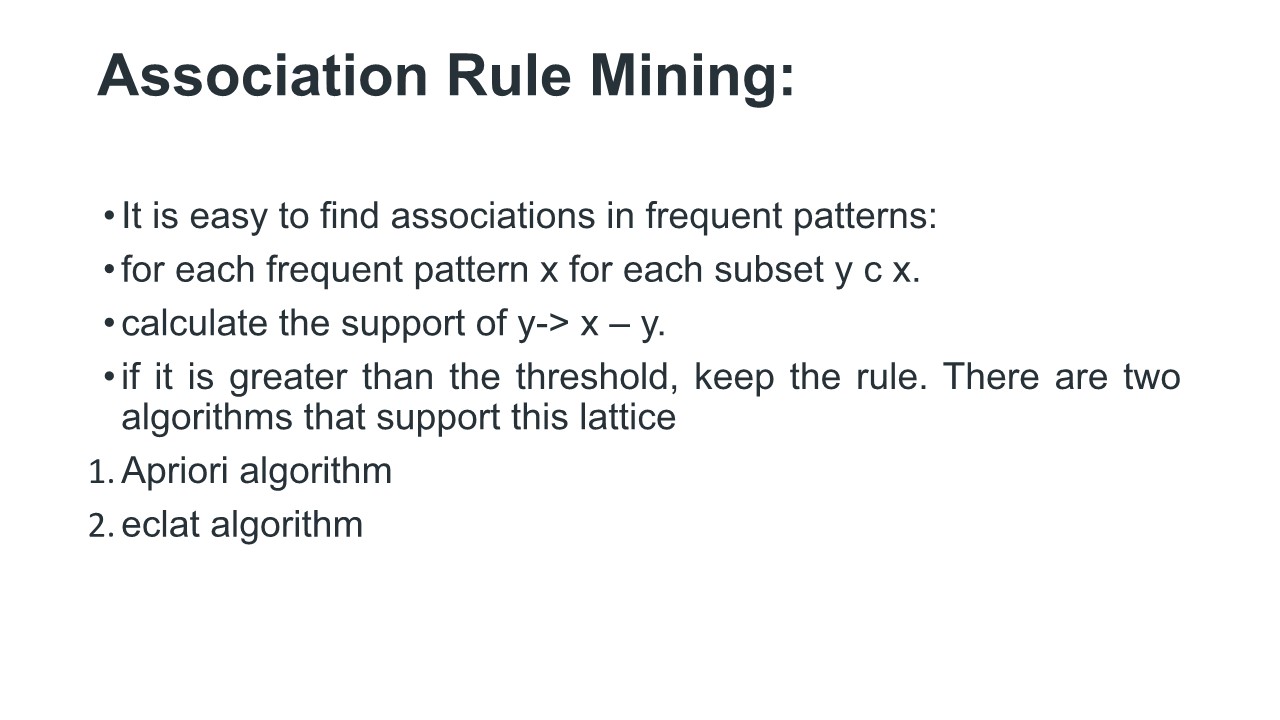 Association Rule Mining:
•It is easy to find associations in frequent patterns:
•for each frequent pattern x for each subset y c x.
•calculate the support of y-> x – y.
•if it is greater than the threshold, keep the rule. There are two
algorithms that support this lattice
1. Apriori algorithm
2. eclat algorithm